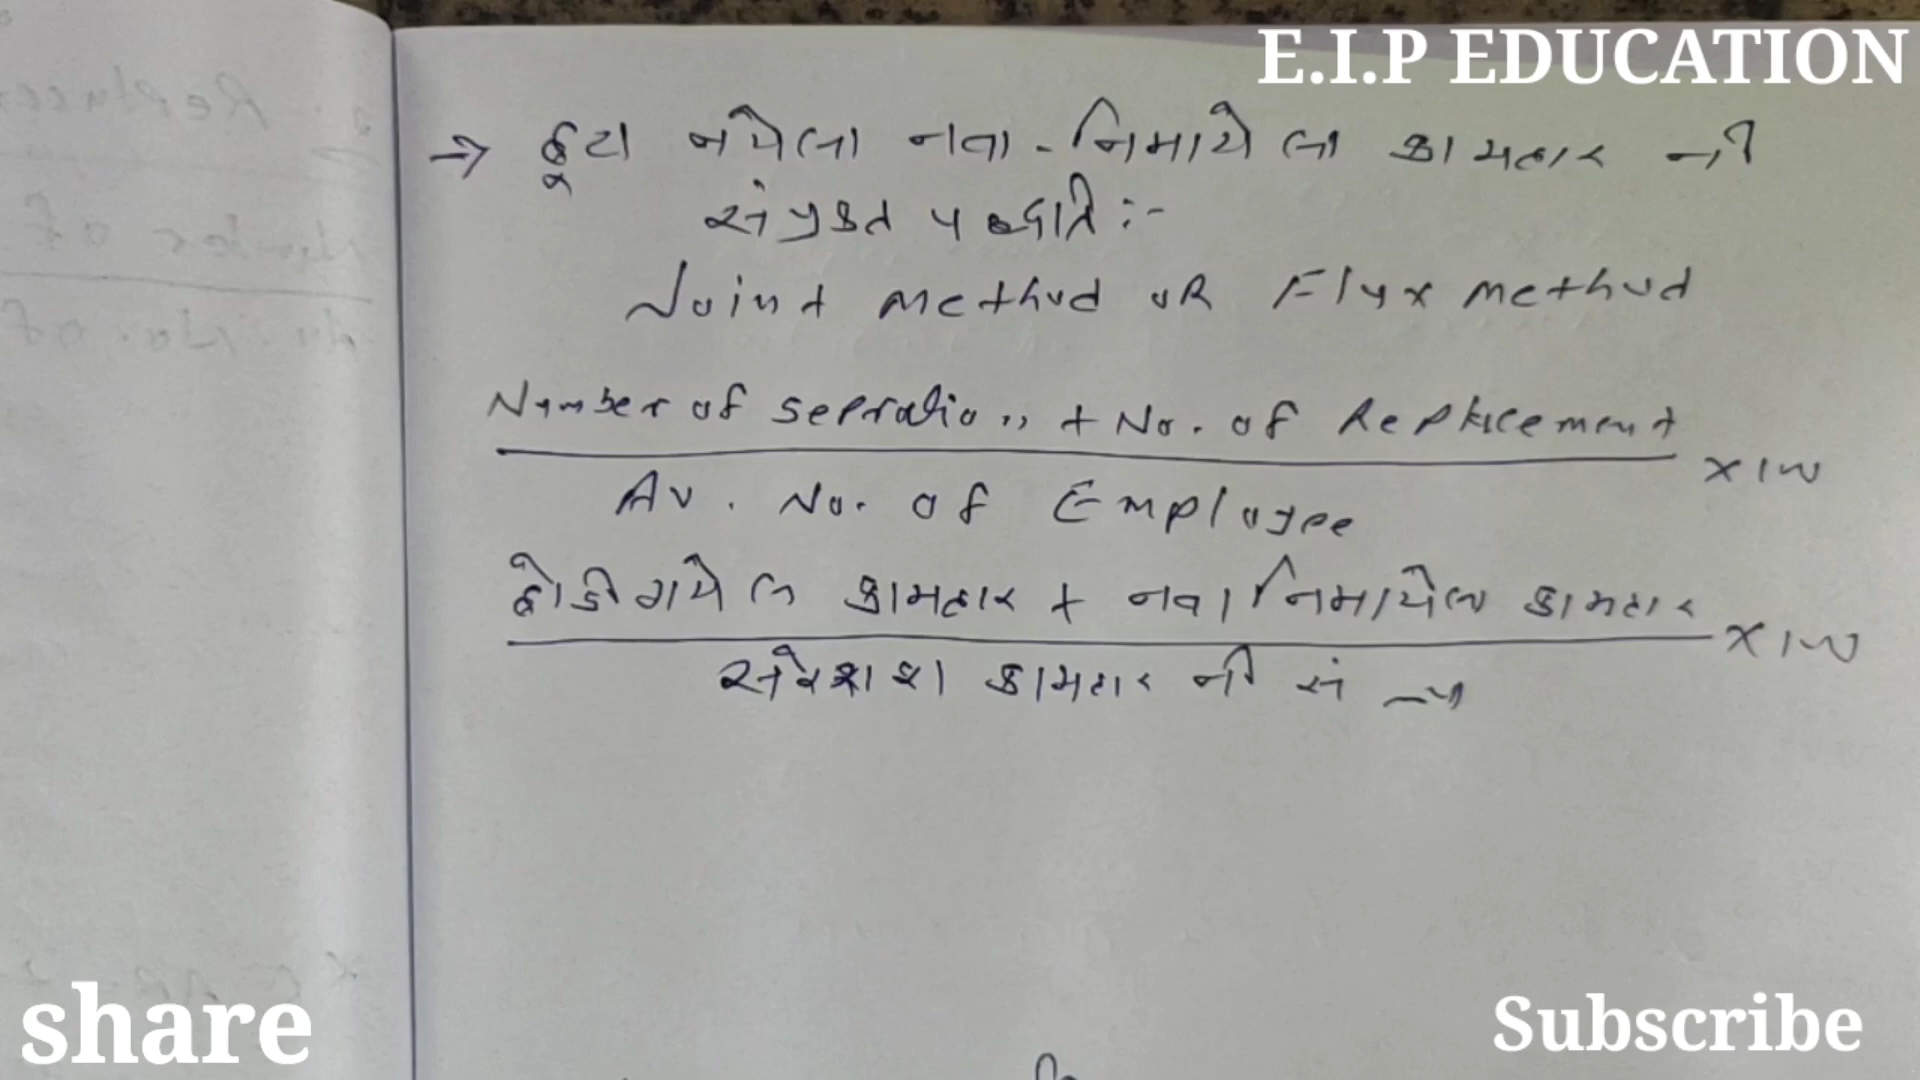 E.I.P EDUCATION
→ છૂટા થયેલા નવા - નિમાયેલા કામદાર ની
સંયુક્ત પદ્ધતિ :-
Joint method OR Flux method
Number of sepration + No. of Replacement
× 100
Av. No. of Employee
છોડી ગયેલ કામદાર + નવા નિમાયેલ કામદાર
× 100
સરેરાશ કામદાર ની સંખ્યા
share
Subscribe